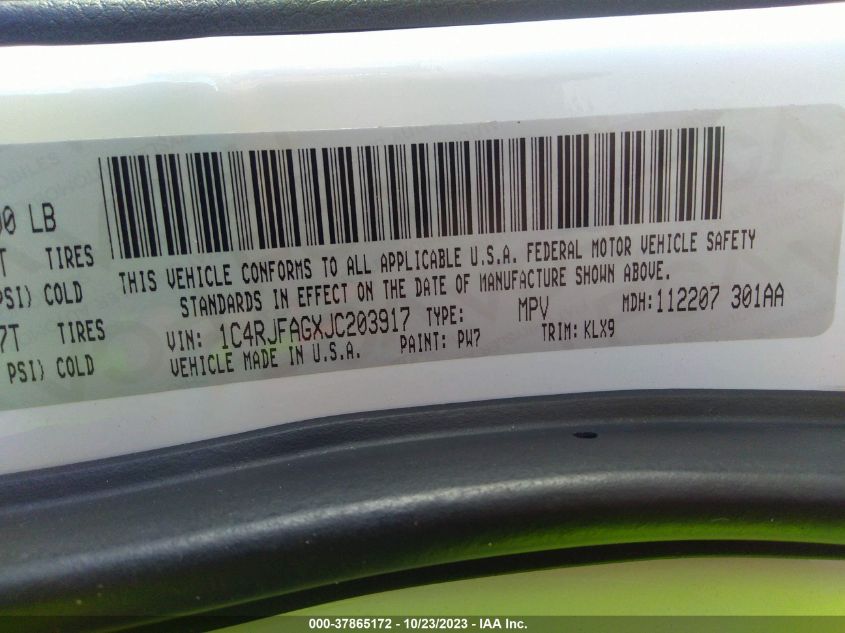 00 LB
T TIRES
PSI) COLD
7T TIRES
PSI) COLD
THIS VEHICLE CONFORMS TO ALL APPLICABLE U.S.A. FEDERAL MOTOR VEHICLE SAFETY
STANDARDS IN EFFECT ON THE DATE OF MANUFACTURE SHOWN ABOVE.
VIN: 1C4RJFAGXJC203917 TYPE: MPV MDH: 112207 301AA
VEHICLE MADE IN U.S.A. PAINT: PW7 TRIM: KLX9
000-37865172 - 10/23/2023 - IAA Inc.